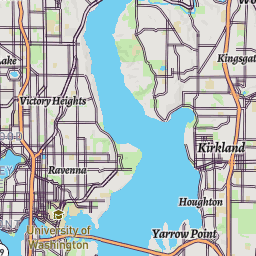 Kingsgat
Lake
Victory Heights
Kirkland
Ravenna
Houghton
University of
Washington
Yarrow Point